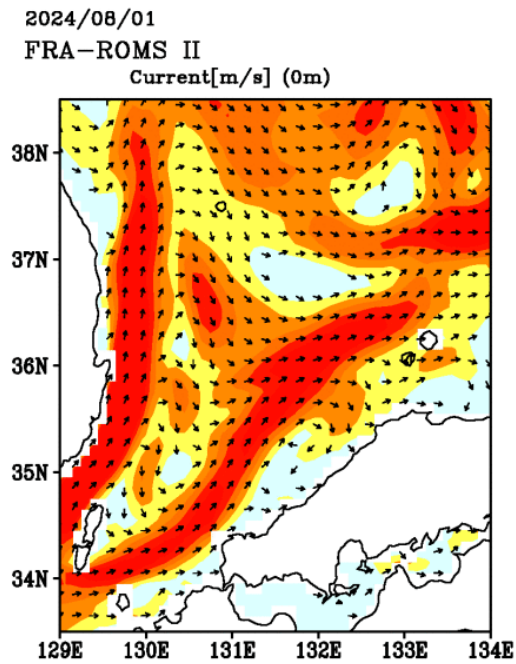 2024/08/01
FRA-ROMS II
Current[m/s] (0m)
38N
37N
36N
35N
34N
129E 130E 131E 132E 133E 134E